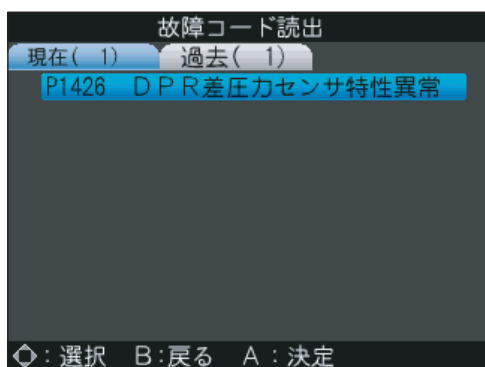 故障コード読出
現在( 1) 過去( 1)
P1426 ＤＰＲ差圧力センサ特性異常
：選択 B：戻る A：決定